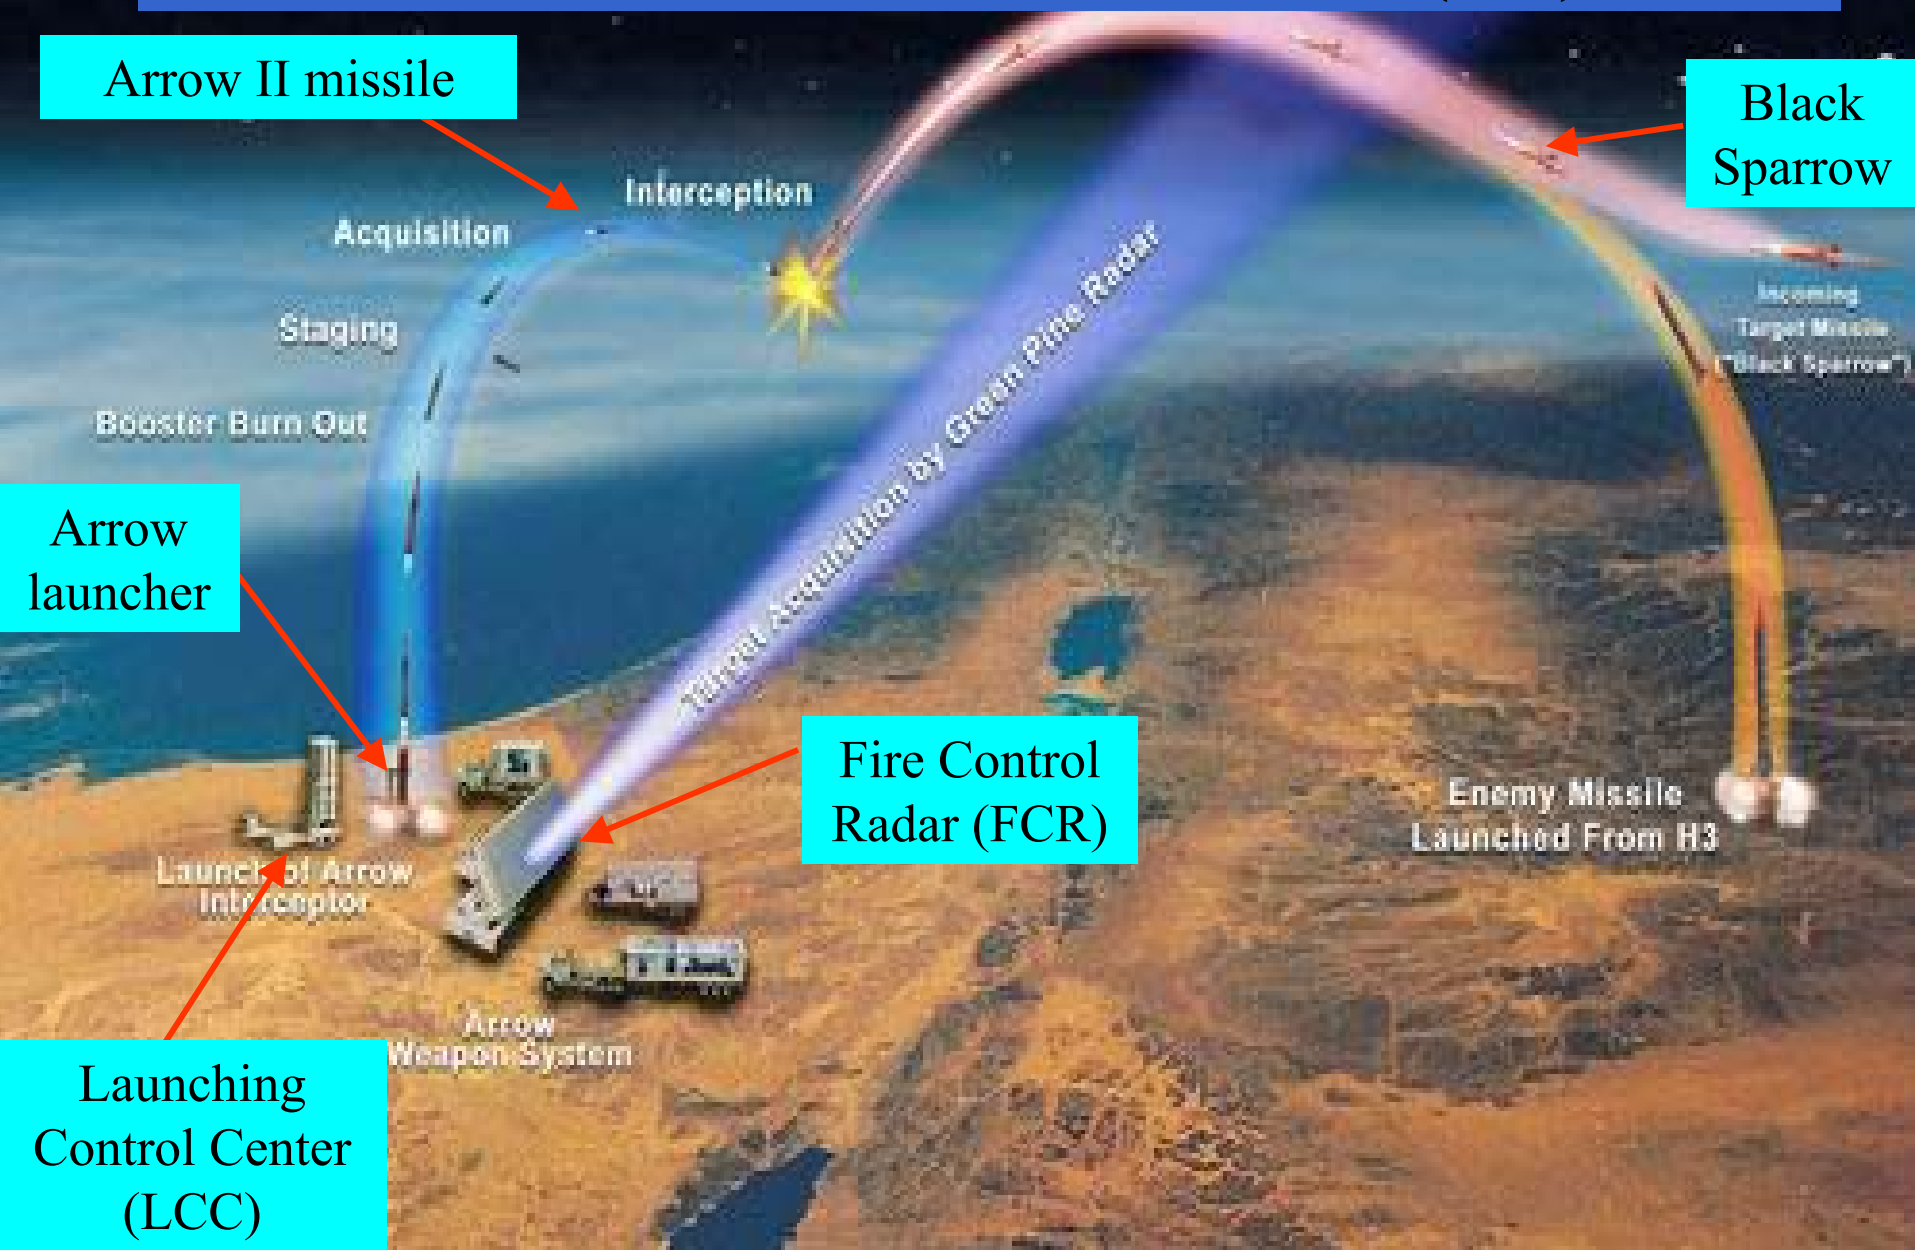 Arrow II missile
Black
Sparrow
Interception
Acquisition
Target Acquisition by Green Pine Radar
Incoming
Target Missile
("Black Sparrow")
Staging
Booster Burn Out
Arrow
launcher
Fire Control
Radar (FCR)
Enemy Missile
Launched From H3
Launch of Arrow
Interceptor
Arrow
Weapon System
Launching
Control Center
(LCC)